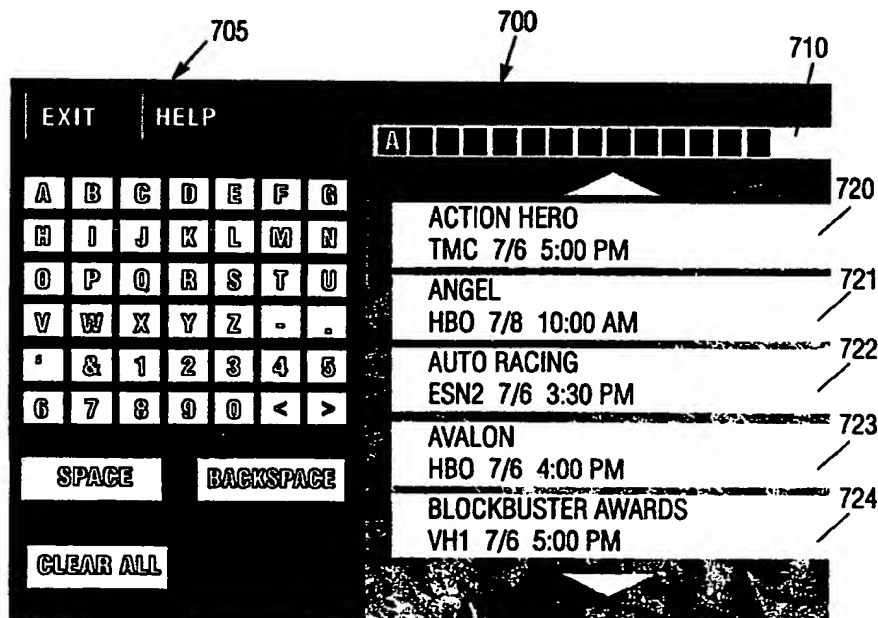 705
700
710
EXIT HELP
A
A B C D E F G
H I J K L M N
O P Q R S T U
V W X Y Z - .
' & 1 2 3 4 5
6 7 8 9 0 < >
SPACE BACKSPACE
CLEAR ALL
ACTION HERO
TMC 7/6 5:00 PM
720
ANGEL
HBO 7/8 10:00 AM
721
AUTO RACING
ESN2 7/6 3:30 PM
722
AVALON
HBO 7/6 4:00 PM
723
BLOCKBUSTER AWARDS
VH1 7/6 5:00 PM
724